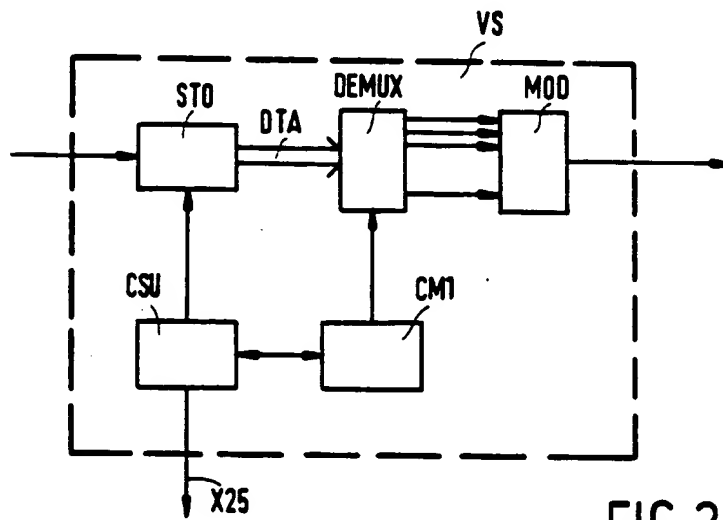 VS
STO
DTA
DEMUX
MOD
CSU
CM1
X25
FIG.2